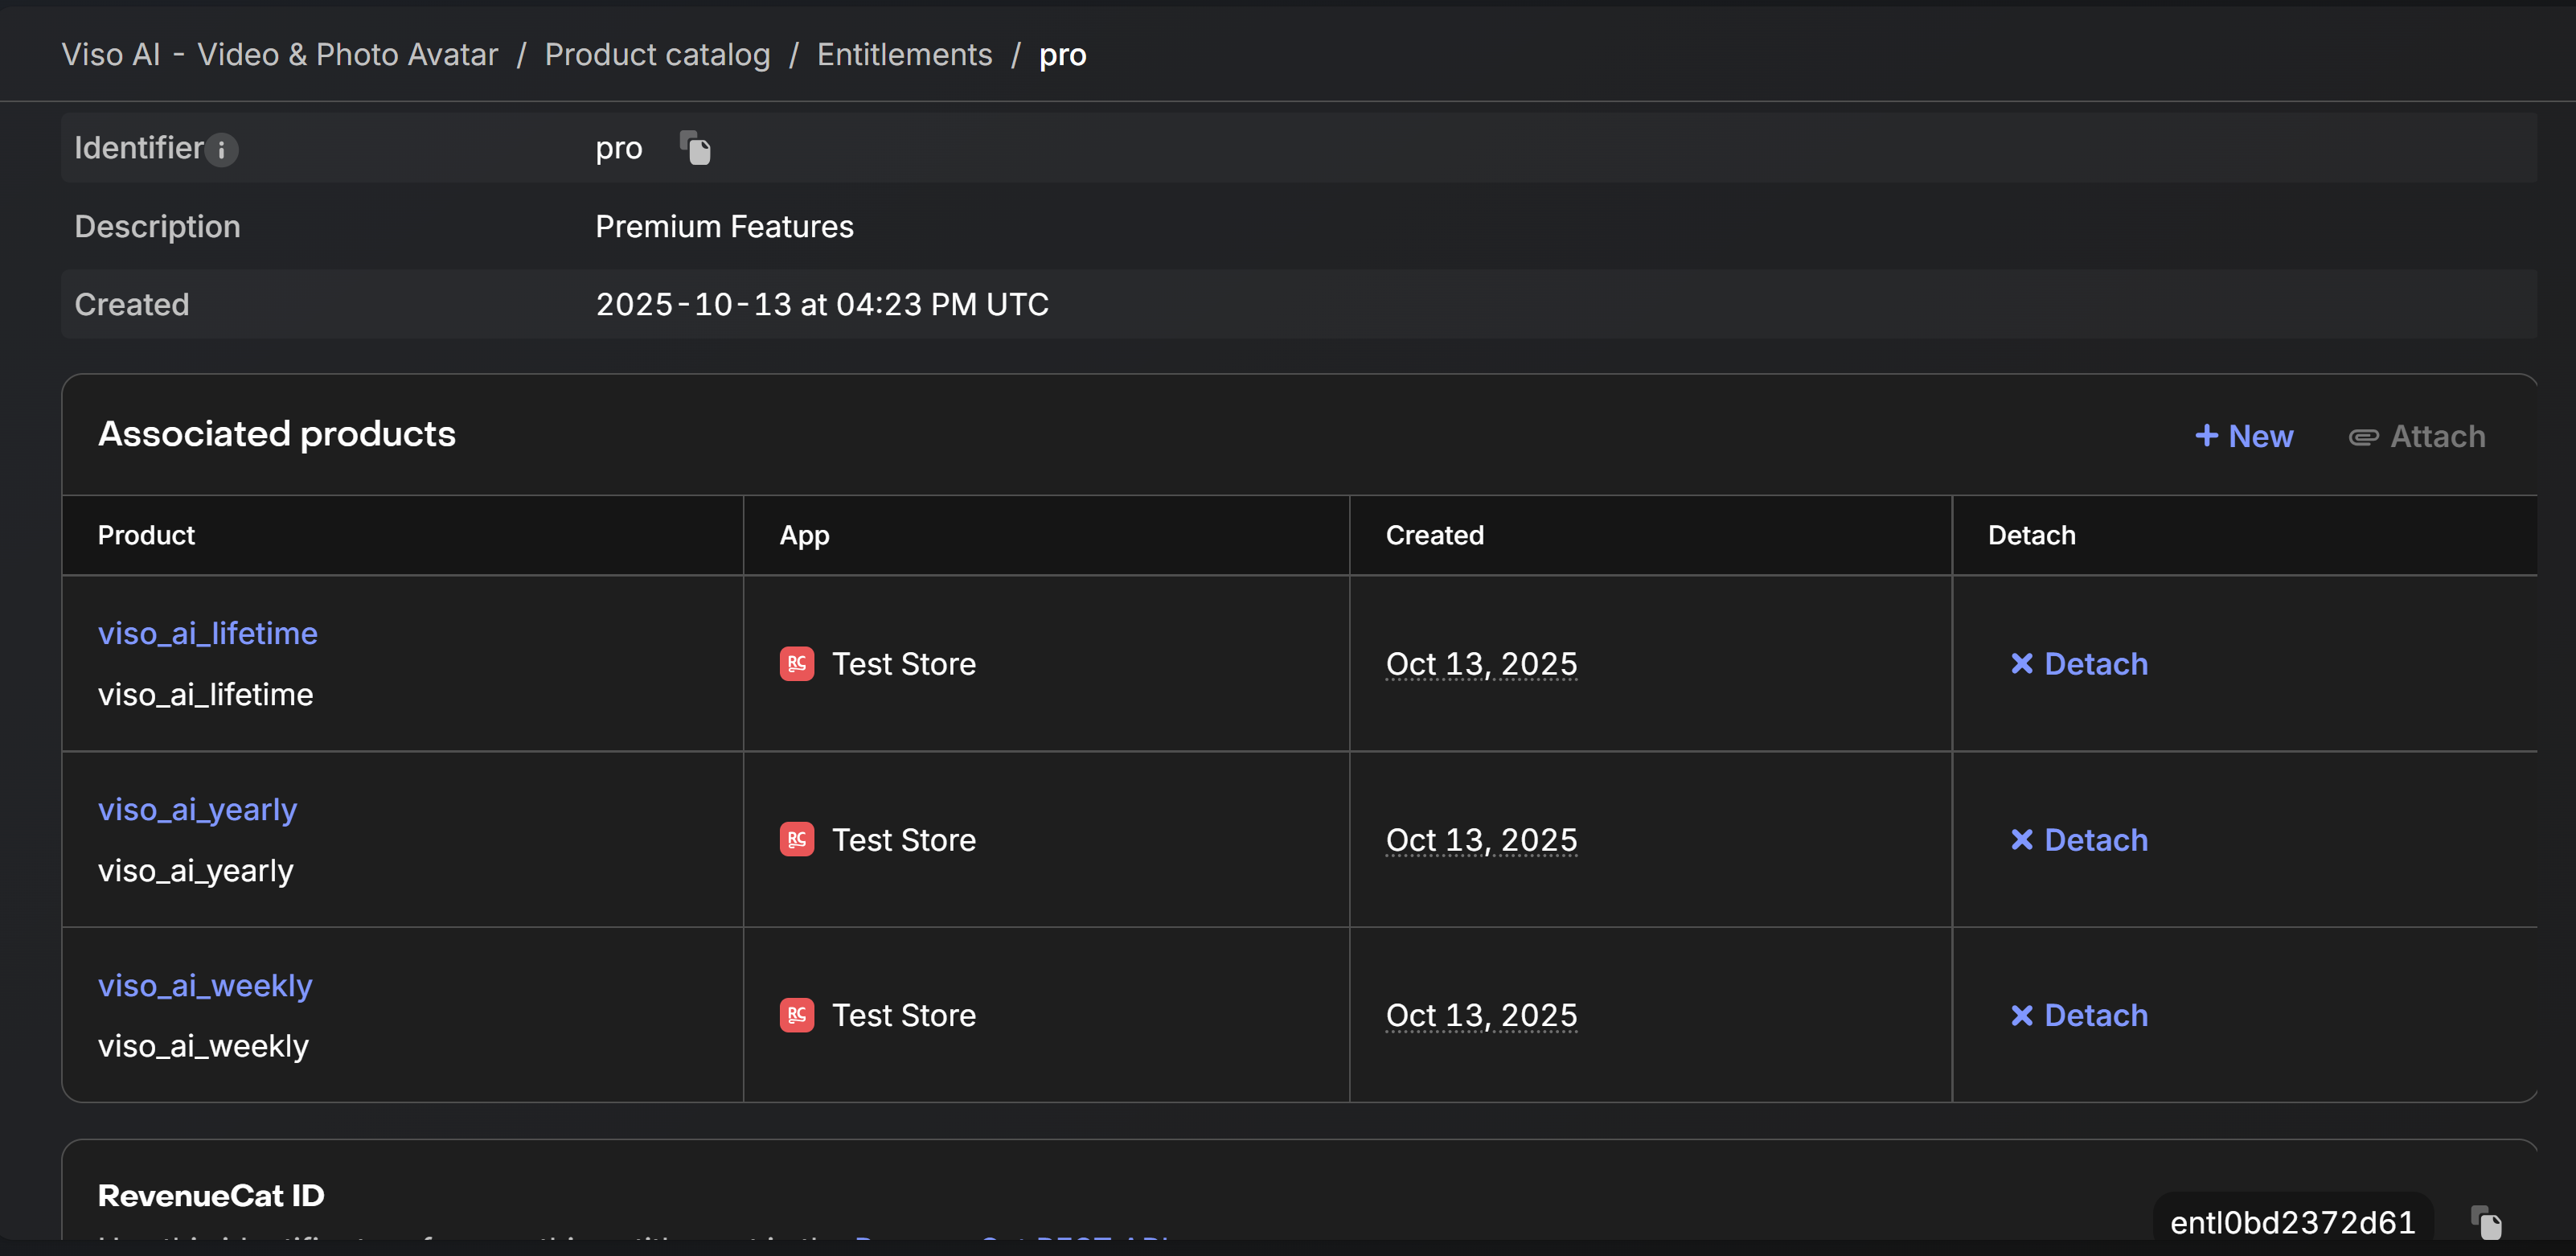 Viso AI - Video & Photo Avatar / Product catalog / Entitlements / pro
Identifier pro
Description Premium Features
Created 2025-10-13 at 04:23 PM UTC
Associated products + New Attach
Product App Created Detach
viso_ai_lifetime
viso_ai_lifetime
RC Test Store Oct 13, 2025 Detach
viso_ai_yearly
viso_ai_yearly
RC Test Store Oct 13, 2025 Detach
viso_ai_weekly
viso_ai_weekly
RC Test Store Oct 13, 2025 Detach
RevenueCat ID
entl0bd2372d61